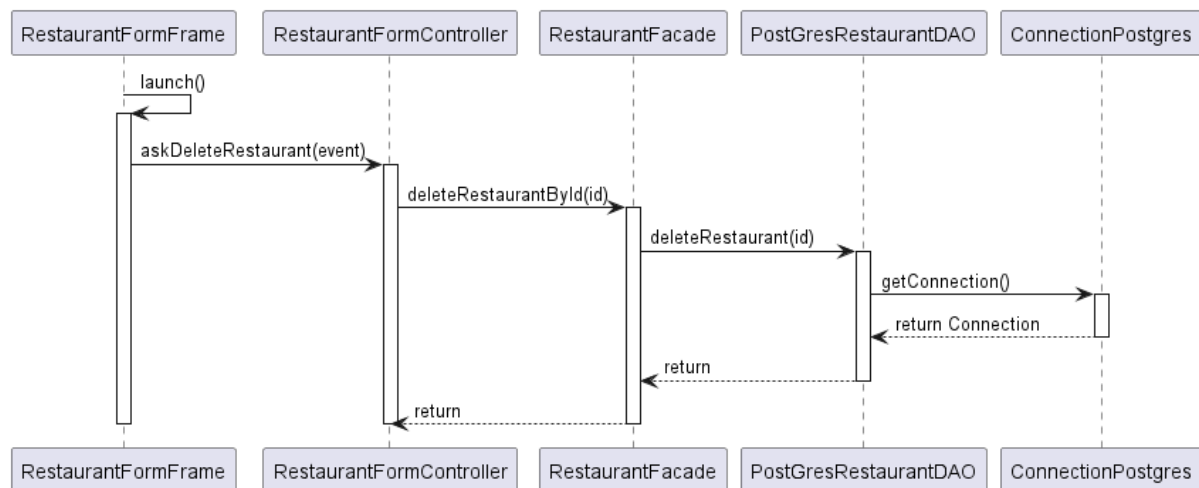 RestaurantFormFrame RestaurantFormController RestaurantFacade PostGresRestaurantDAO ConnectionPostgres
launch()
askDeleteRestaurant(event)
deleteRestaurantById(id)
deleteRestaurant(id)
getConnection()
return Connection
return
return
RestaurantFormFrame RestaurantFormController RestaurantFacade PostGresRestaurantDAO ConnectionPostgres